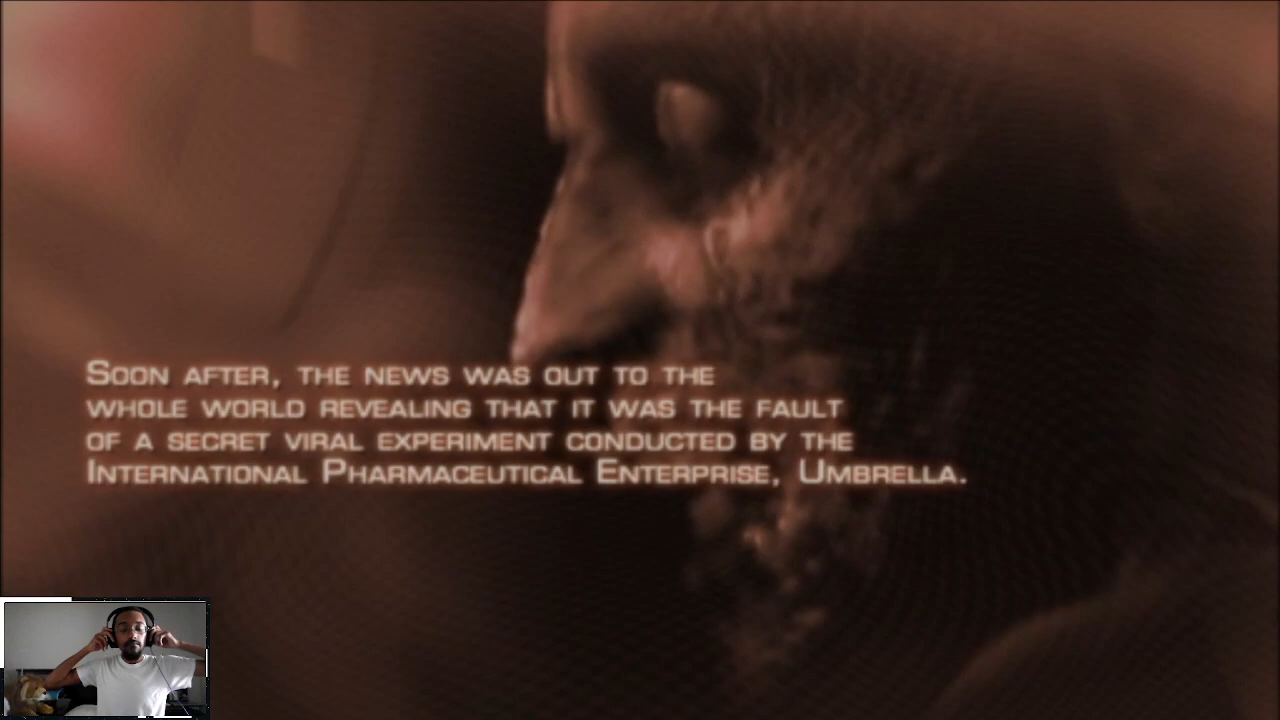 Soon after, the news was out to the
whole world revealing that it was the fault
of a secret viral experiment conducted by the
International Pharmaceutical Enterprise, Umbrella.